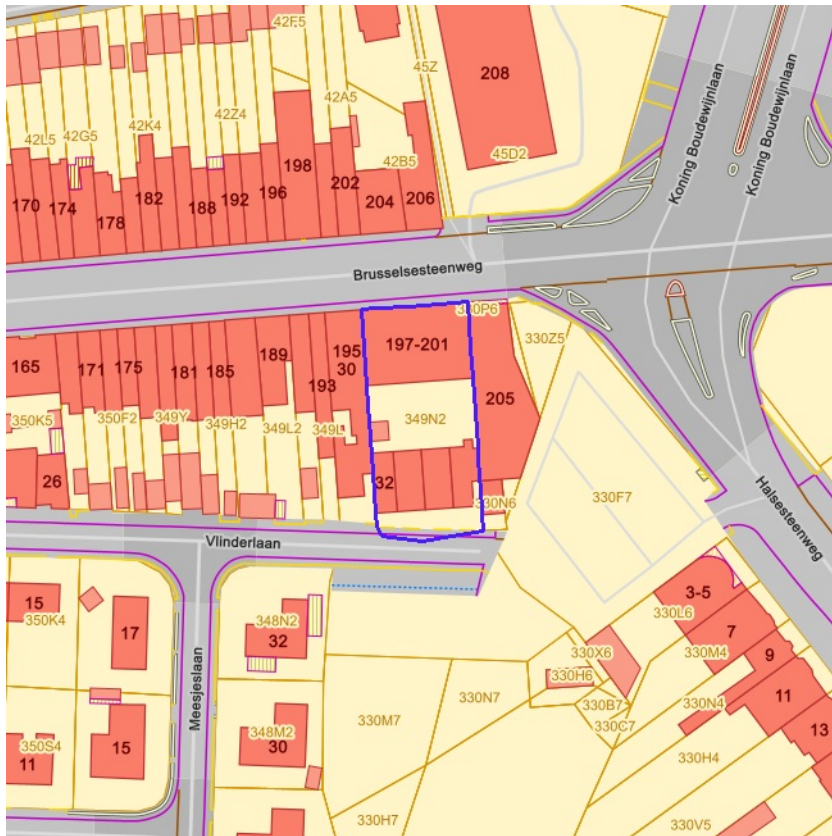 42F5
45Z
208
42A5
42Z4
42K4
42L5
42G5
42B5
45D2
Koning Boudewijnlaan
Koning Boudewijnlaan
170
174
178
182
188
192
196
198
202
204
206
Brusselsesteenweg
330P6
330Z5
165
171
175
181
185
189
193
195
30
197-201
205
350K5
350F2
349Y
349H2
349L2
349L
349N2
26
32
330N6
330F7
Halsesteenweg
Vlinderlaan
15
350K4
17
Meesjeslaan
348N2
32
3-5
330L6
7
330M4
9
330X6
330H6
330B7
330C7
330N4
11
13
330M7
330N7
350S4
11
15
348M2
30
330H4
330H7
330V5